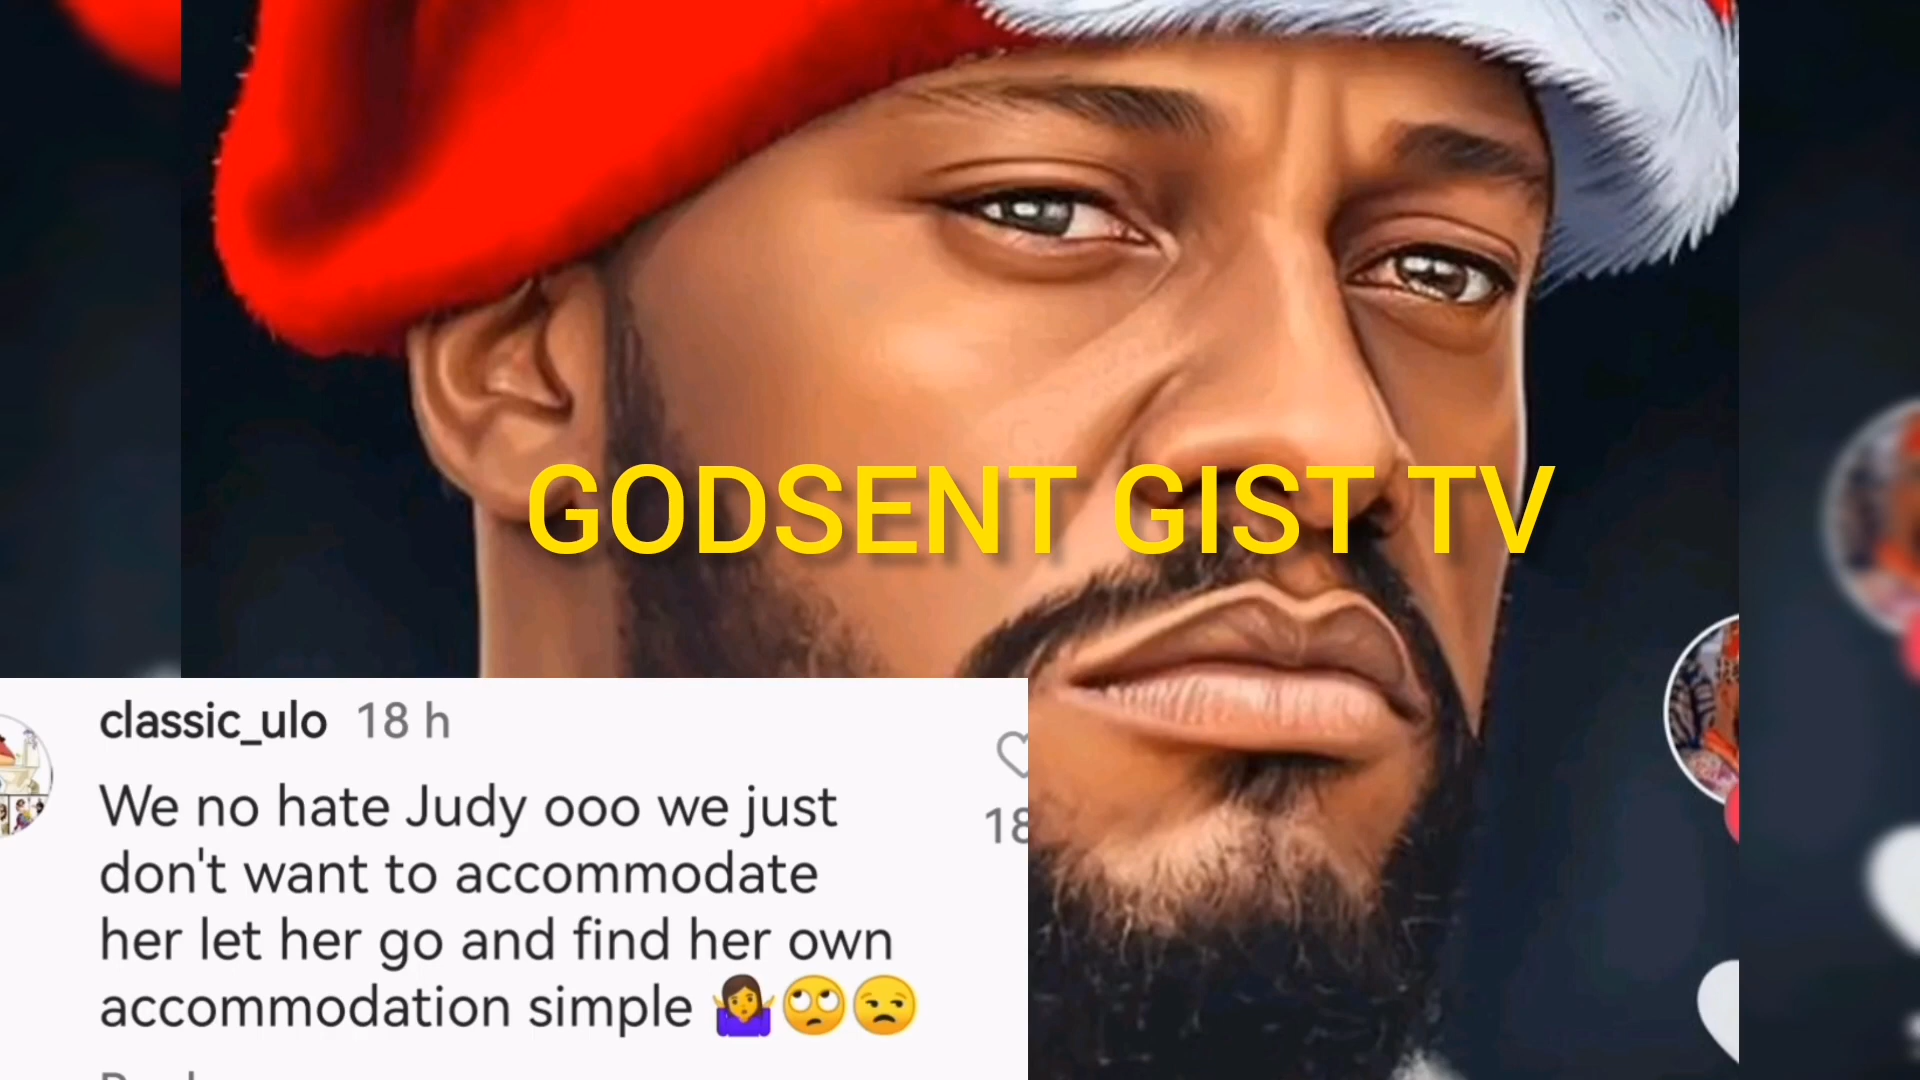 GODSENT GIST TV
classic_ulo 18 h
We no hate Judy ooo we just
don't want to accommodate
her let her go and find her own
accommodation simple 🤷‍♀️🙄😒
18